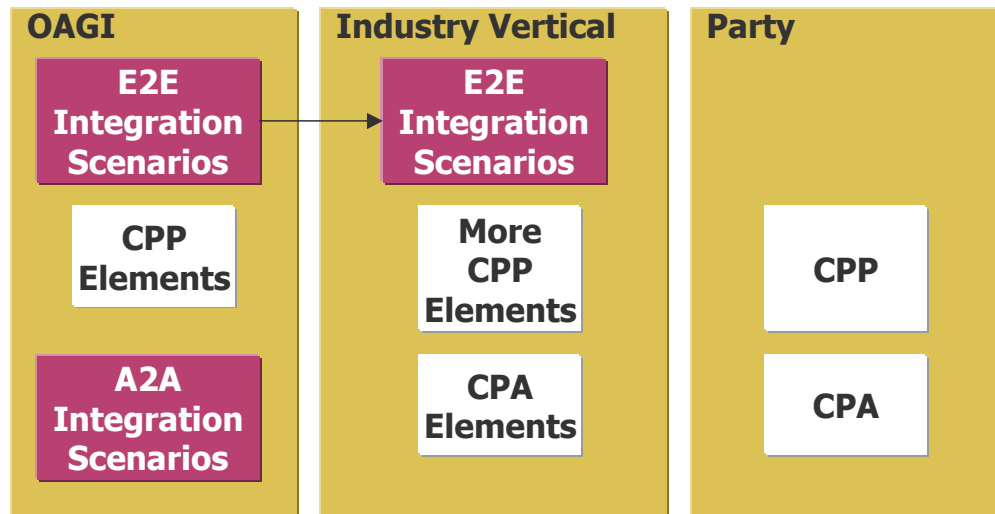 OAGI
E2E
Integration
Scenarios
CPP
Elements
A2A
Integration
Scenarios
Industry Vertical
E2E
Integration
Scenarios
More
CPP
Elements
CPA
Elements
Party
CPP
CPA